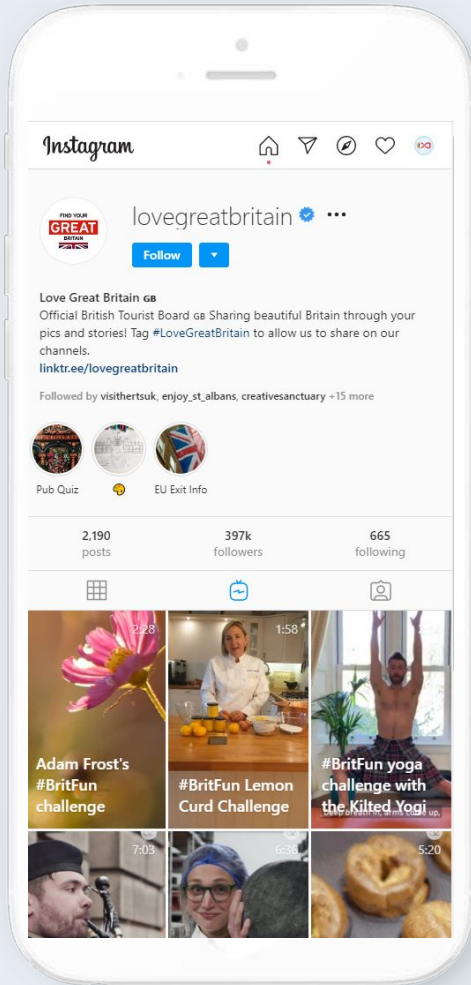 Instagram
FIND YOUR
GREAT
BRITAIN
lovegreatbritain
Follow
Love Great Britain GB
Official British Tourist Board GB Sharing beautiful Britain through your
pics and stories! Tag #LoveGreatBritain to allow us to share on our
channels.
linktr.ee/lovegreatbritain
Followed by visithertsuk, enjoy_st_albans, creativesanctuary +15 more
Pub Quiz
EU Exit Info
2,190
posts
397k
followers
665
following
2:28
Adam Frost's
#BritFun
challenge
1:58
#BritFun Lemon
Curd Challenge
#BritFun yoga
challenge with
the Kilted Yogi
7:03
6:36
5:20